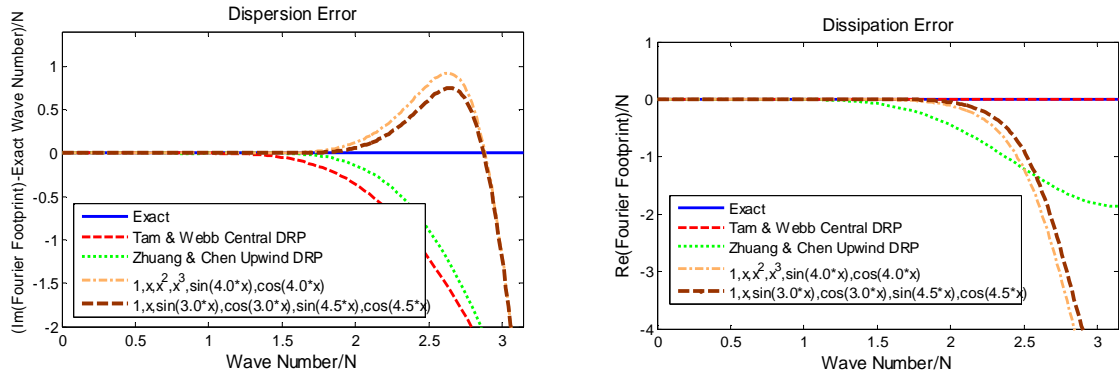 Dispersion Error
(Im(Fourier Footprint)-Exact Wave Number)/N
1
0.5
0
-0.5
-1
-1.5
-2
0
0.5
1
1.5
2
2.5
3
Wave Number/N
Exact
Tam & Webb Central DRP
Zhuang & Chen Upwind DRP
1,x,x²,x³,sin(4.0*x),cos(4.0*x)
1,x,sin(3.0*x),cos(3.0*x),sin(4.5*x),cos(4.5*x)
Dissipation Error
Re(Fourier Footprint)/N
1
0
-1
-2
-3
-4
0
0.5
1
1.5
2
2.5
3
Wave Number/N
Exact
Tam & Webb Central DRP
Zhuang & Chen Upwind DRP
1,x,x²,x³,sin(4.0*x),cos(4.0*x)
1,x,sin(3.0*x),cos(3.0*x),sin(4.5*x),cos(4.5*x)